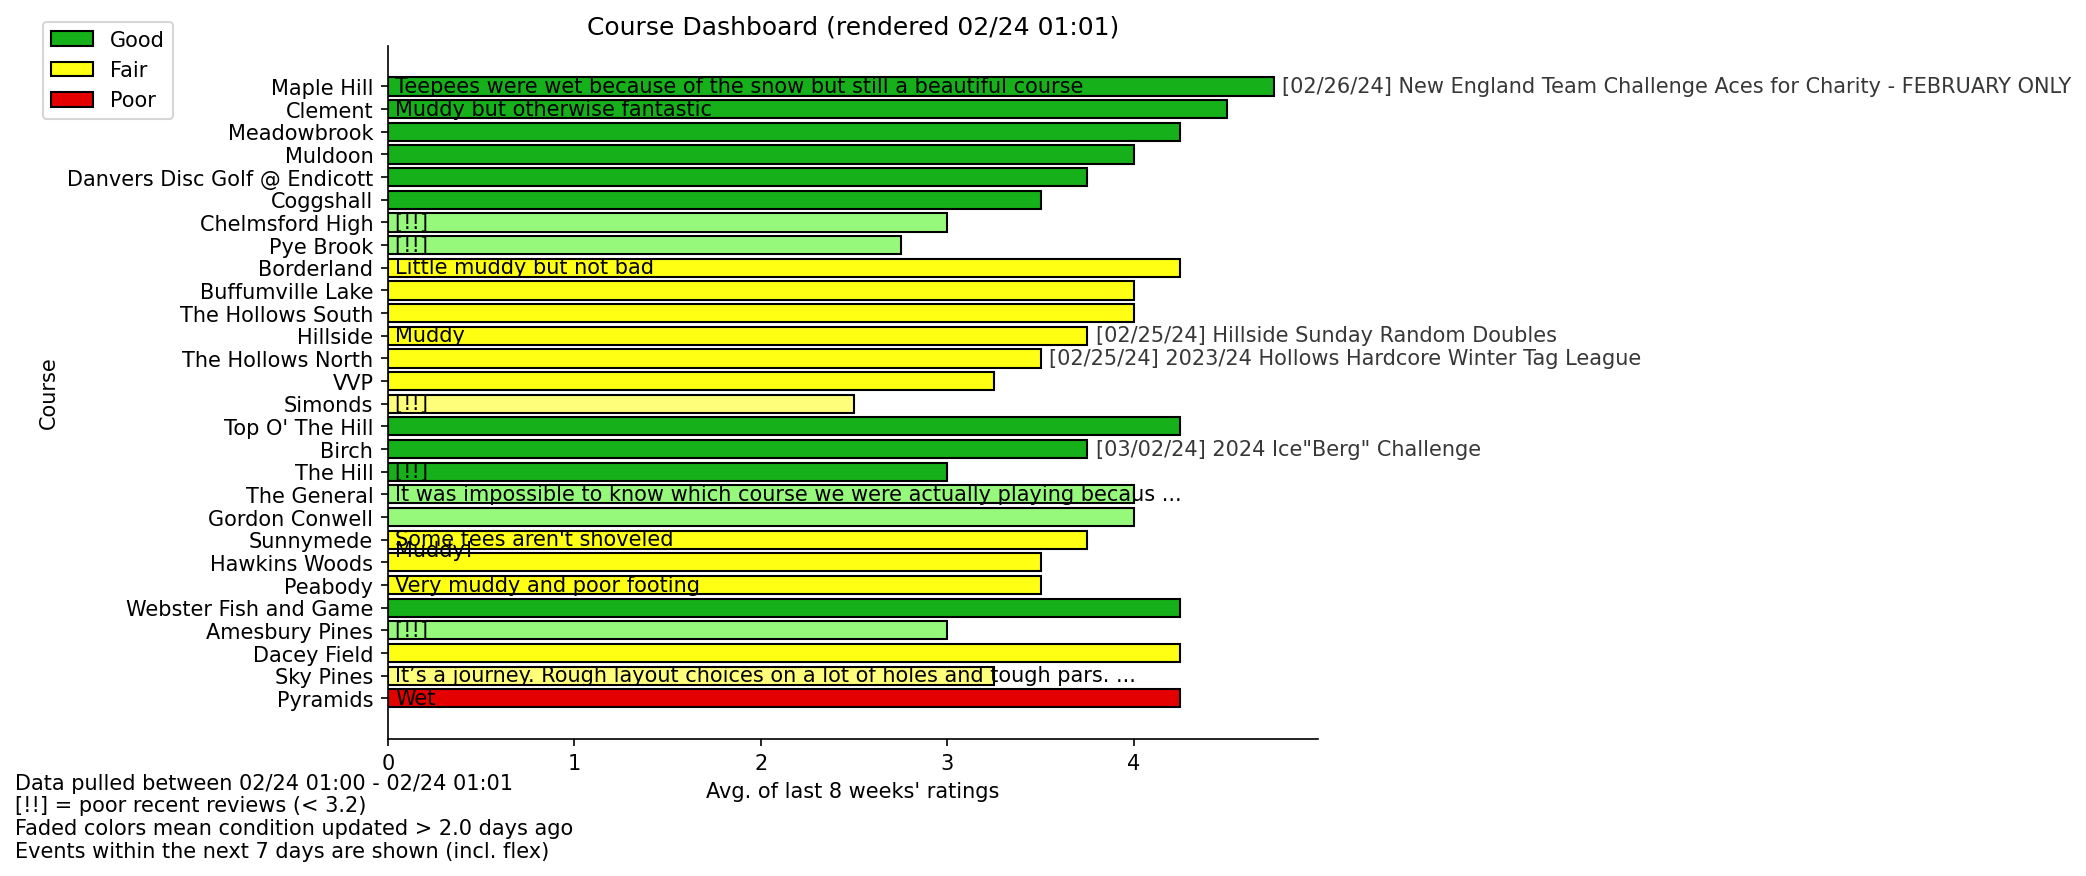 Course Dashboard (rendered 02/24 01:01)
Good
Fair
Poor
Course
Maple Hill Teepees were wet because of the snow but still a beautiful course [02/26/24] New England Team Challenge Aces for Charity - FEBRUARY ONLY
Clement Muddy but otherwise fantastic
Meadowbrook
Muldoon
Danvers Disc Golf @ Endicott
Coggshall
Chelmsford High [!!]
Pye Brook [!!]
Borderland Little muddy but not bad
Buffumville Lake
The Hollows South
Hillside Muddy [02/25/24] Hillside Sunday Random Doubles
The Hollows North [02/25/24] 2023/24 Hollows Hardcore Winter Tag League
VVP
Simonds [!!]
Top O' The Hill
Birch [03/02/24] 2024 Ice"Berg" Challenge
The Hill [!!]
The General It was impossible to know which course we were actually playing becaus ...
Gordon Conwell
Sunnymede Some tees aren't shoveled
Muddy!
Hawkins Woods
Peabody Very muddy and poor footing
Webster Fish and Game
Amesbury Pines [!!]
Dacey Field
Sky Pines It’s a journey. Rough layout choices on a lot of holes and tough pars. ...
Pyramids Wet
0 1 2 3 4
Avg. of last 8 weeks' ratings
Data pulled between 02/24 01:00 - 02/24 01:01
[!!] = poor recent reviews (< 3.2)
Faded colors mean condition updated > 2.0 days ago
Events within the next 7 days are shown (incl. flex)